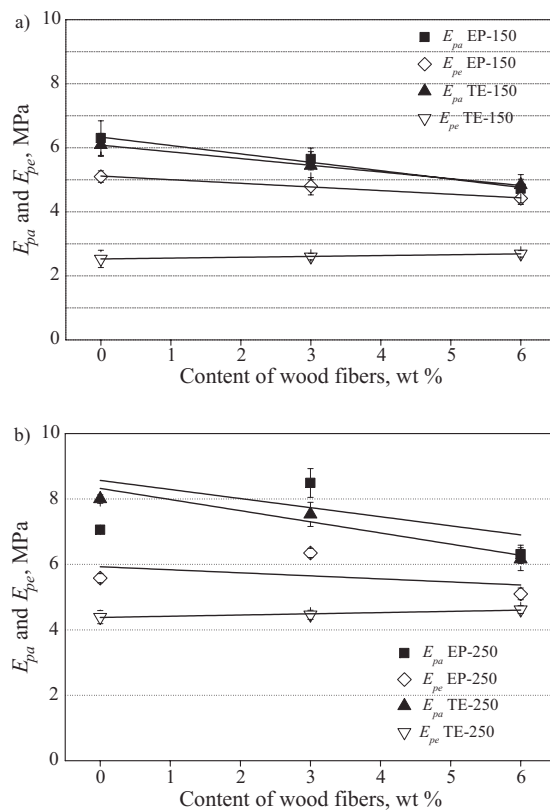 a)
E_pa EP-150
E_pe EP-150
E_pa TE-150
E_pe TE-150
E_pa and E_pe, MPa
10
8
6
4
2
0
0 1 2 3 4 5 6
Content of wood fibers, wt %
b)
10
8
6
4
2
0
E_pa and E_pe, MPa
E_pa EP-250
E_pe EP-250
E_pa TE-250
E_pe TE-250
0 1 2 3 4 5 6
Content of wood fibers, wt %